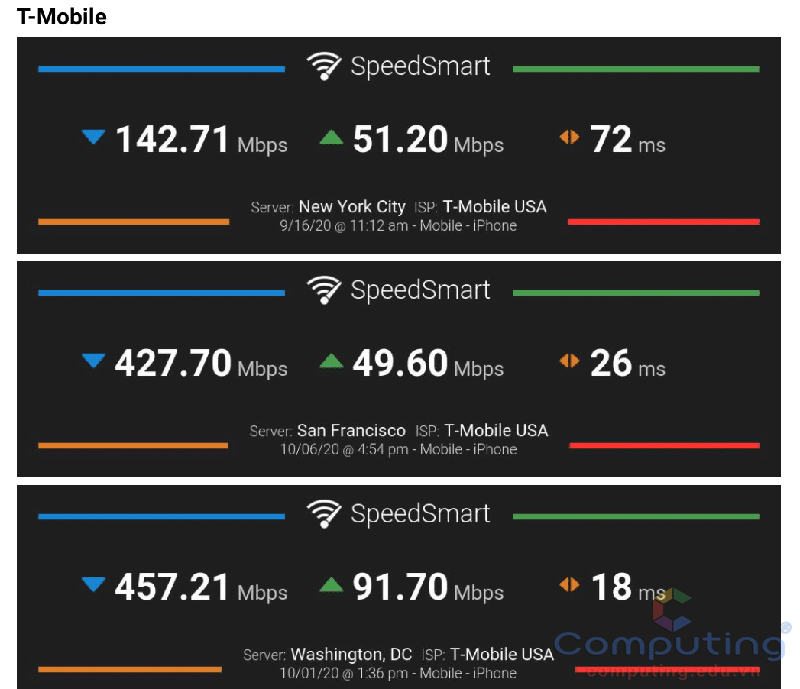 T-Mobile
SpeedSmart
142.71 Mbps 51.20 Mbps 72 ms
Server: New York City ISP: T-Mobile USA
9/16/20 @ 11:12 am - Mobile - iPhone
SpeedSmart
427.70 Mbps 49.60 Mbps 26 ms
Server: San Francisco ISP: T-Mobile USA
10/06/20 @ 4:54 pm - Mobile - iPhone
SpeedSmart
457.21 Mbps 91.70 Mbps 18 ms
Server: Washington, DC ISP: T-Mobile USA
10/01/20 @ 1:36 pm - Mobile - iPhone
Computing®
computing.edu.vn